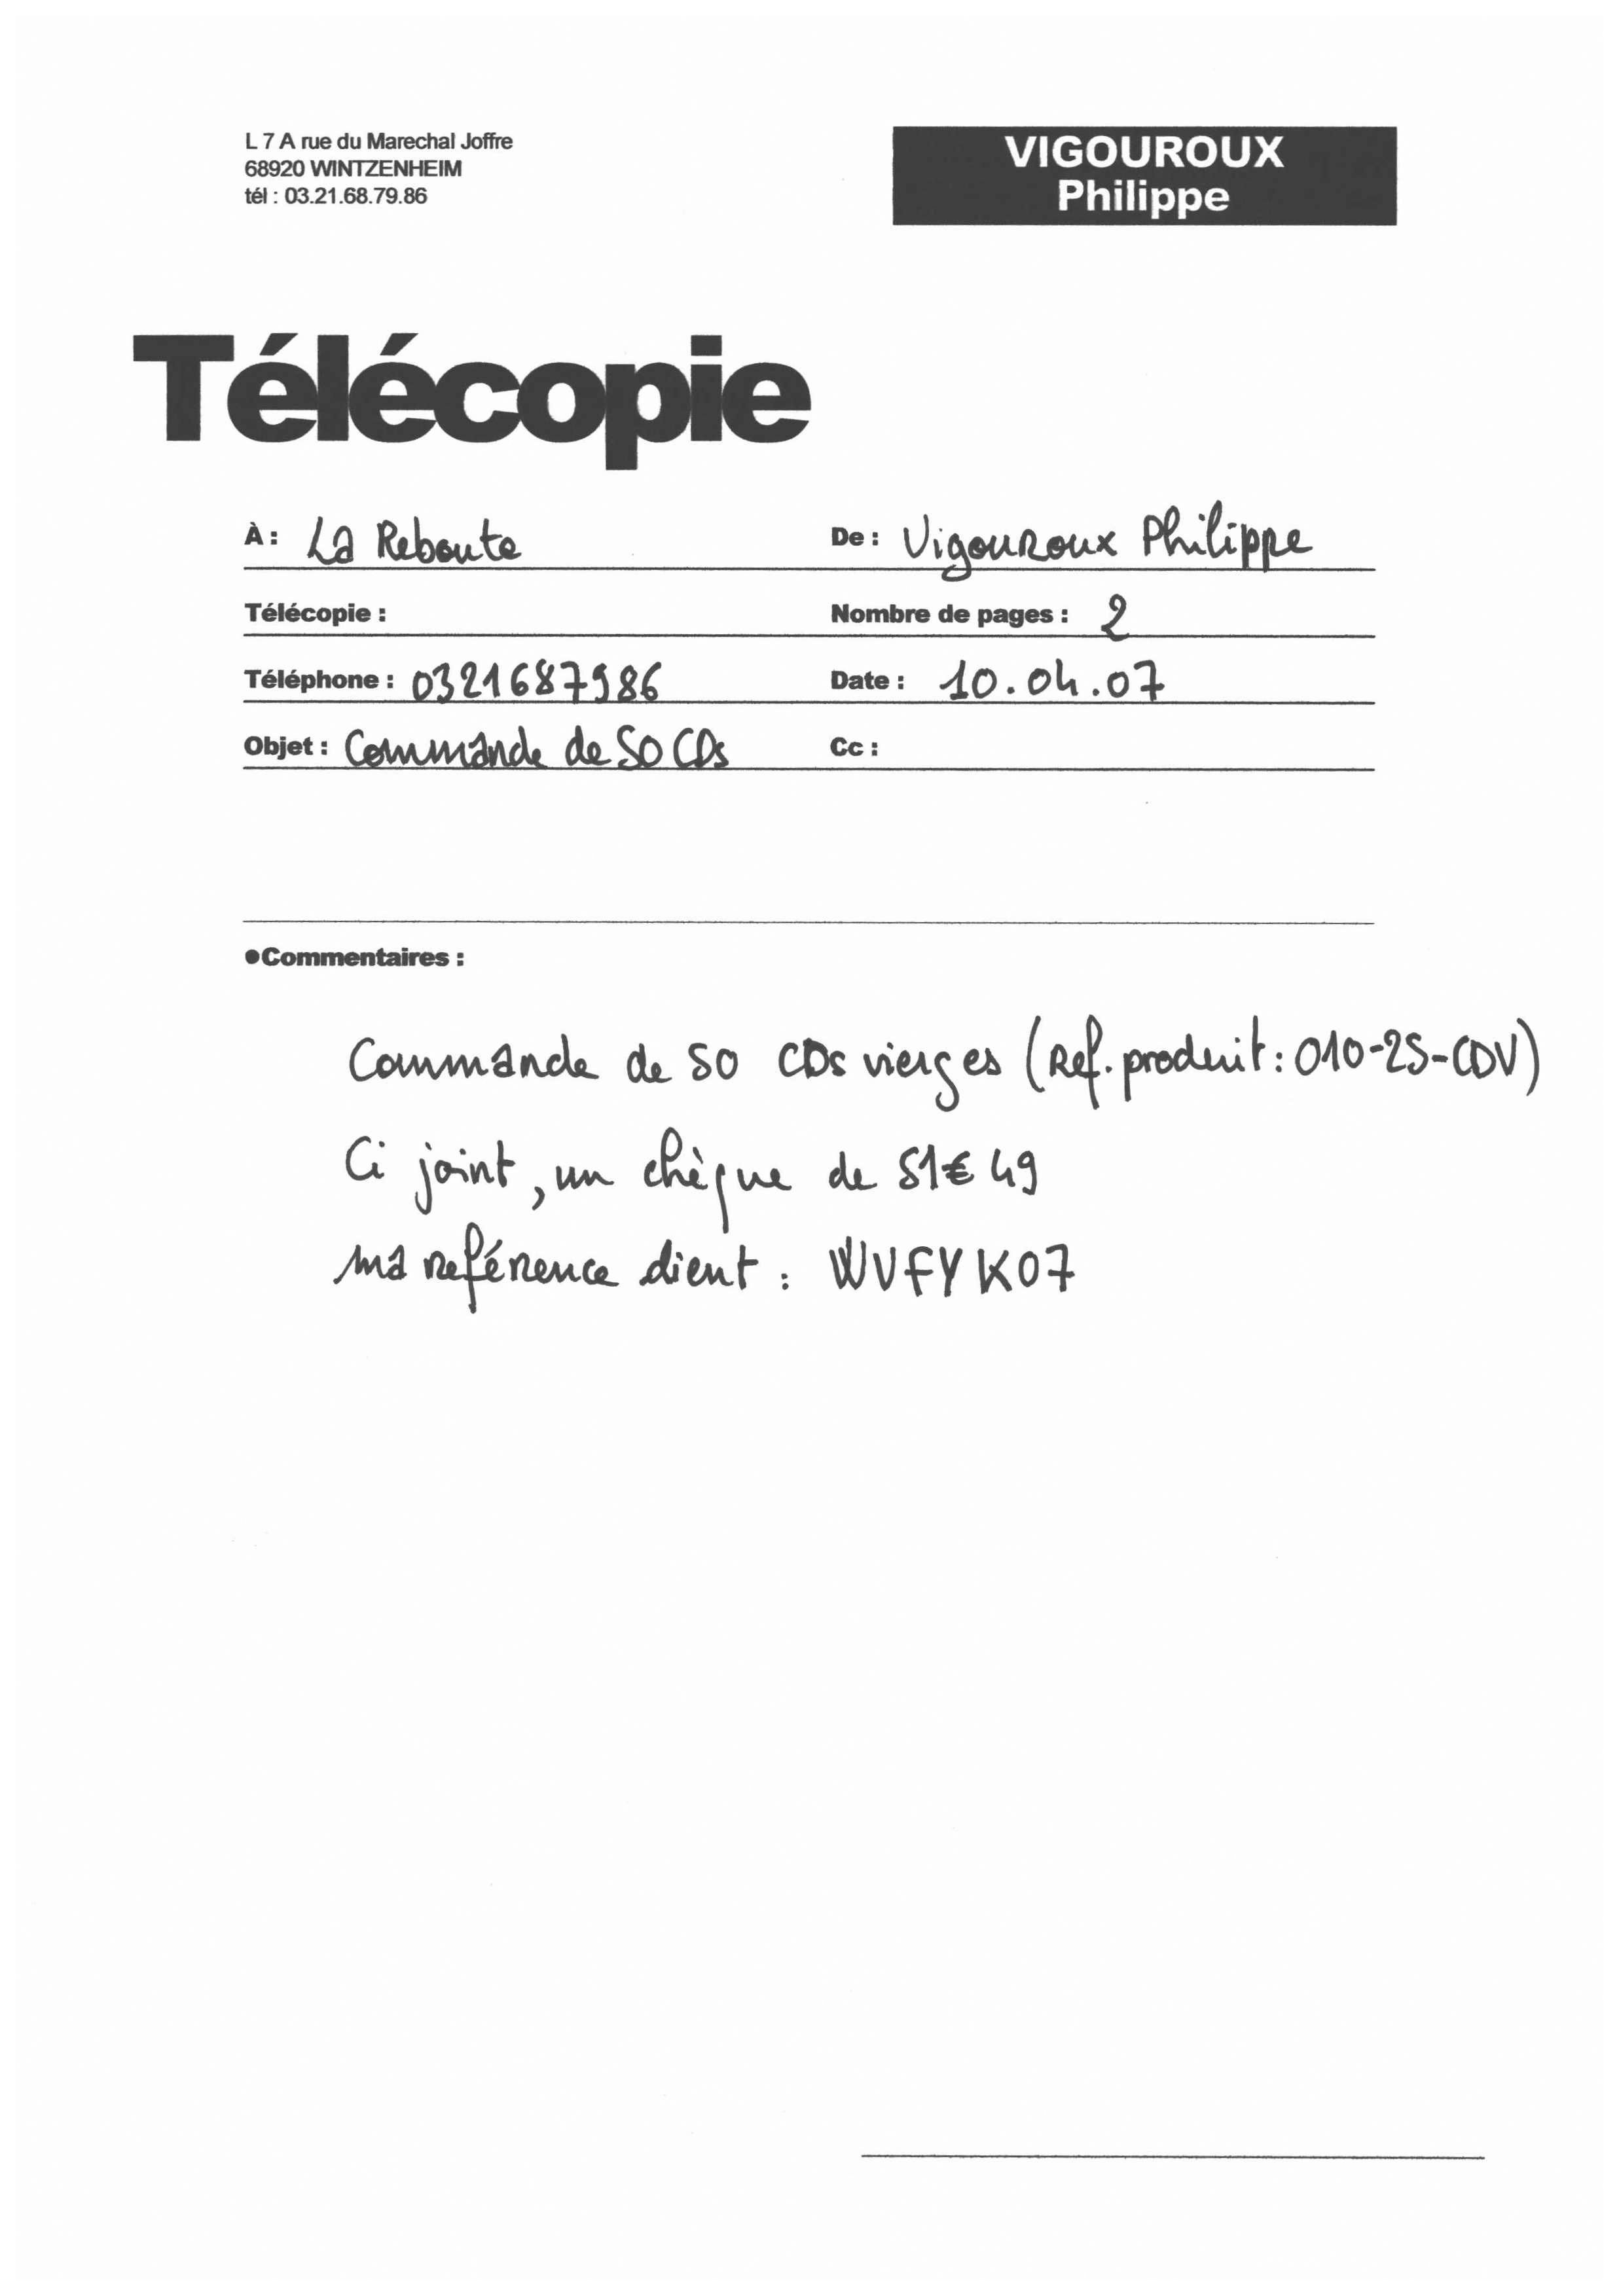 L 7 A rue du Marechal Joffre
68920 WINTZENHEIM
tél : 03.21.68.79.86
VIGOUROUX
Philippe
Télécopie
À : La Reboute
De : Vigouroux Philippe
Télécopie :
Nombre de pages : 2
Téléphone : 0321687986
Date : 10.04.07
Objet : Commande de 50 CDs
Cc :
●Commentaires :
Commande de 50 CDs vierges (Ref. produit : 010-25-CDV)
Ci joint, un chèque de 51€49
ma reférence client : WVFYK07